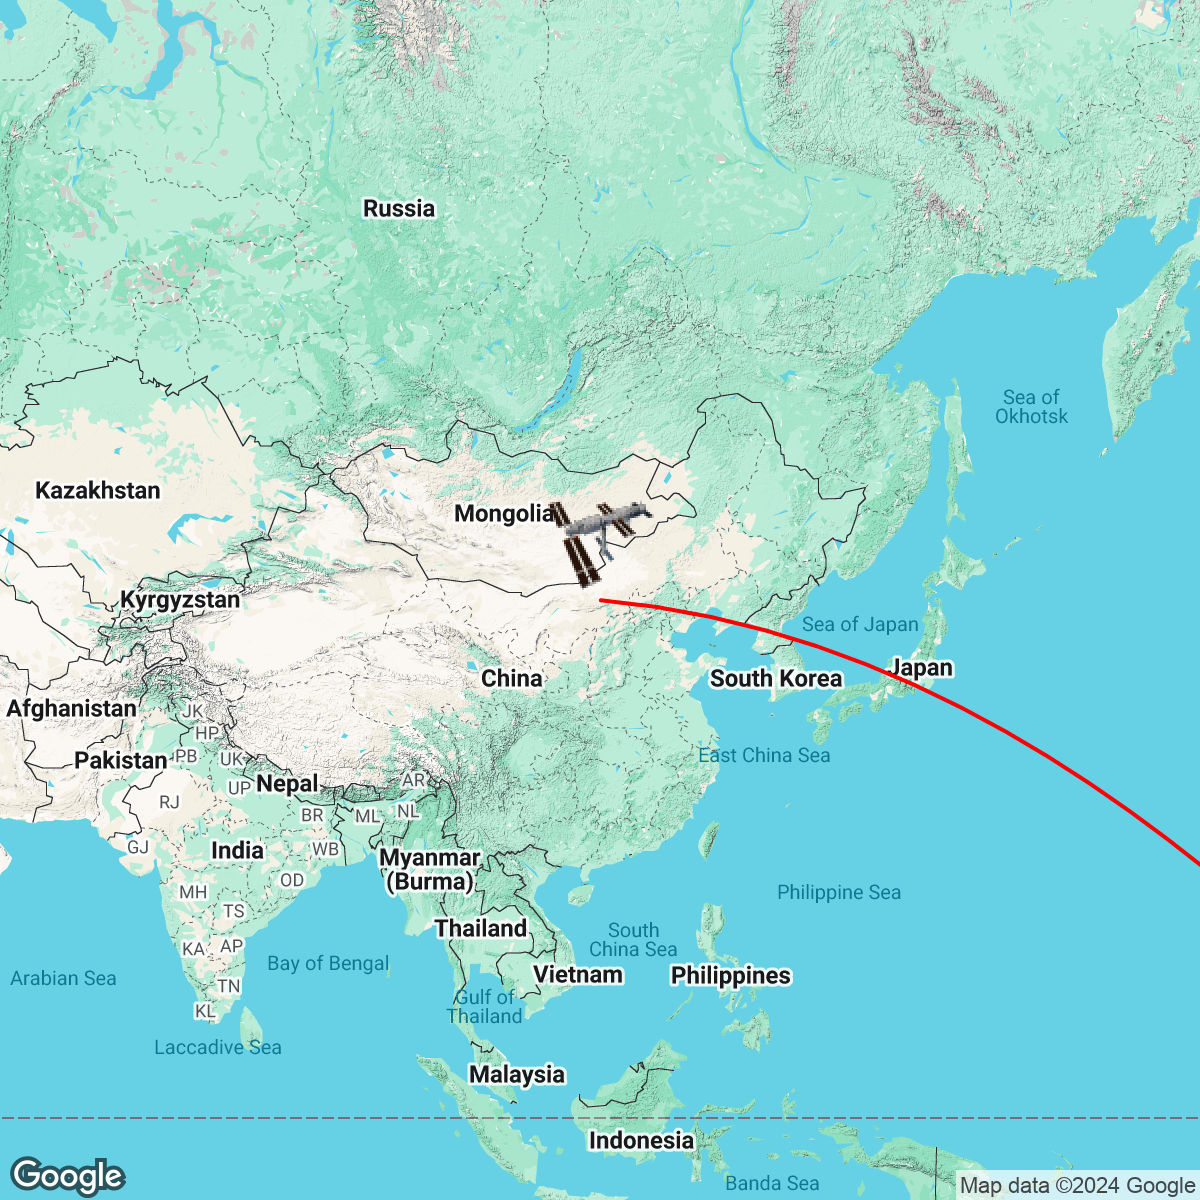 Russia
Sea of
Okhotsk
Kazakhstan
Mongolia
Kyrgyzstan
Sea of Japan
Japan
China
South Korea
Afghanistan
JK
HP
Pakistan
PB
UK
East China Sea
Nepal
UP
AR
RJ
BR
ML
NL
GJ
India
WB
Myanmar
(Burma)
OD
MH
Philippine Sea
TS
Thailand
South
China Sea
KA
AP
Bay of Bengal
Arabian Sea
Vietnam
Philippines
TN
Gulf of
Thailand
KL
Laccadive Sea
Malaysia
Indonesia
Banda Sea
Google
Map data ©2024 Google